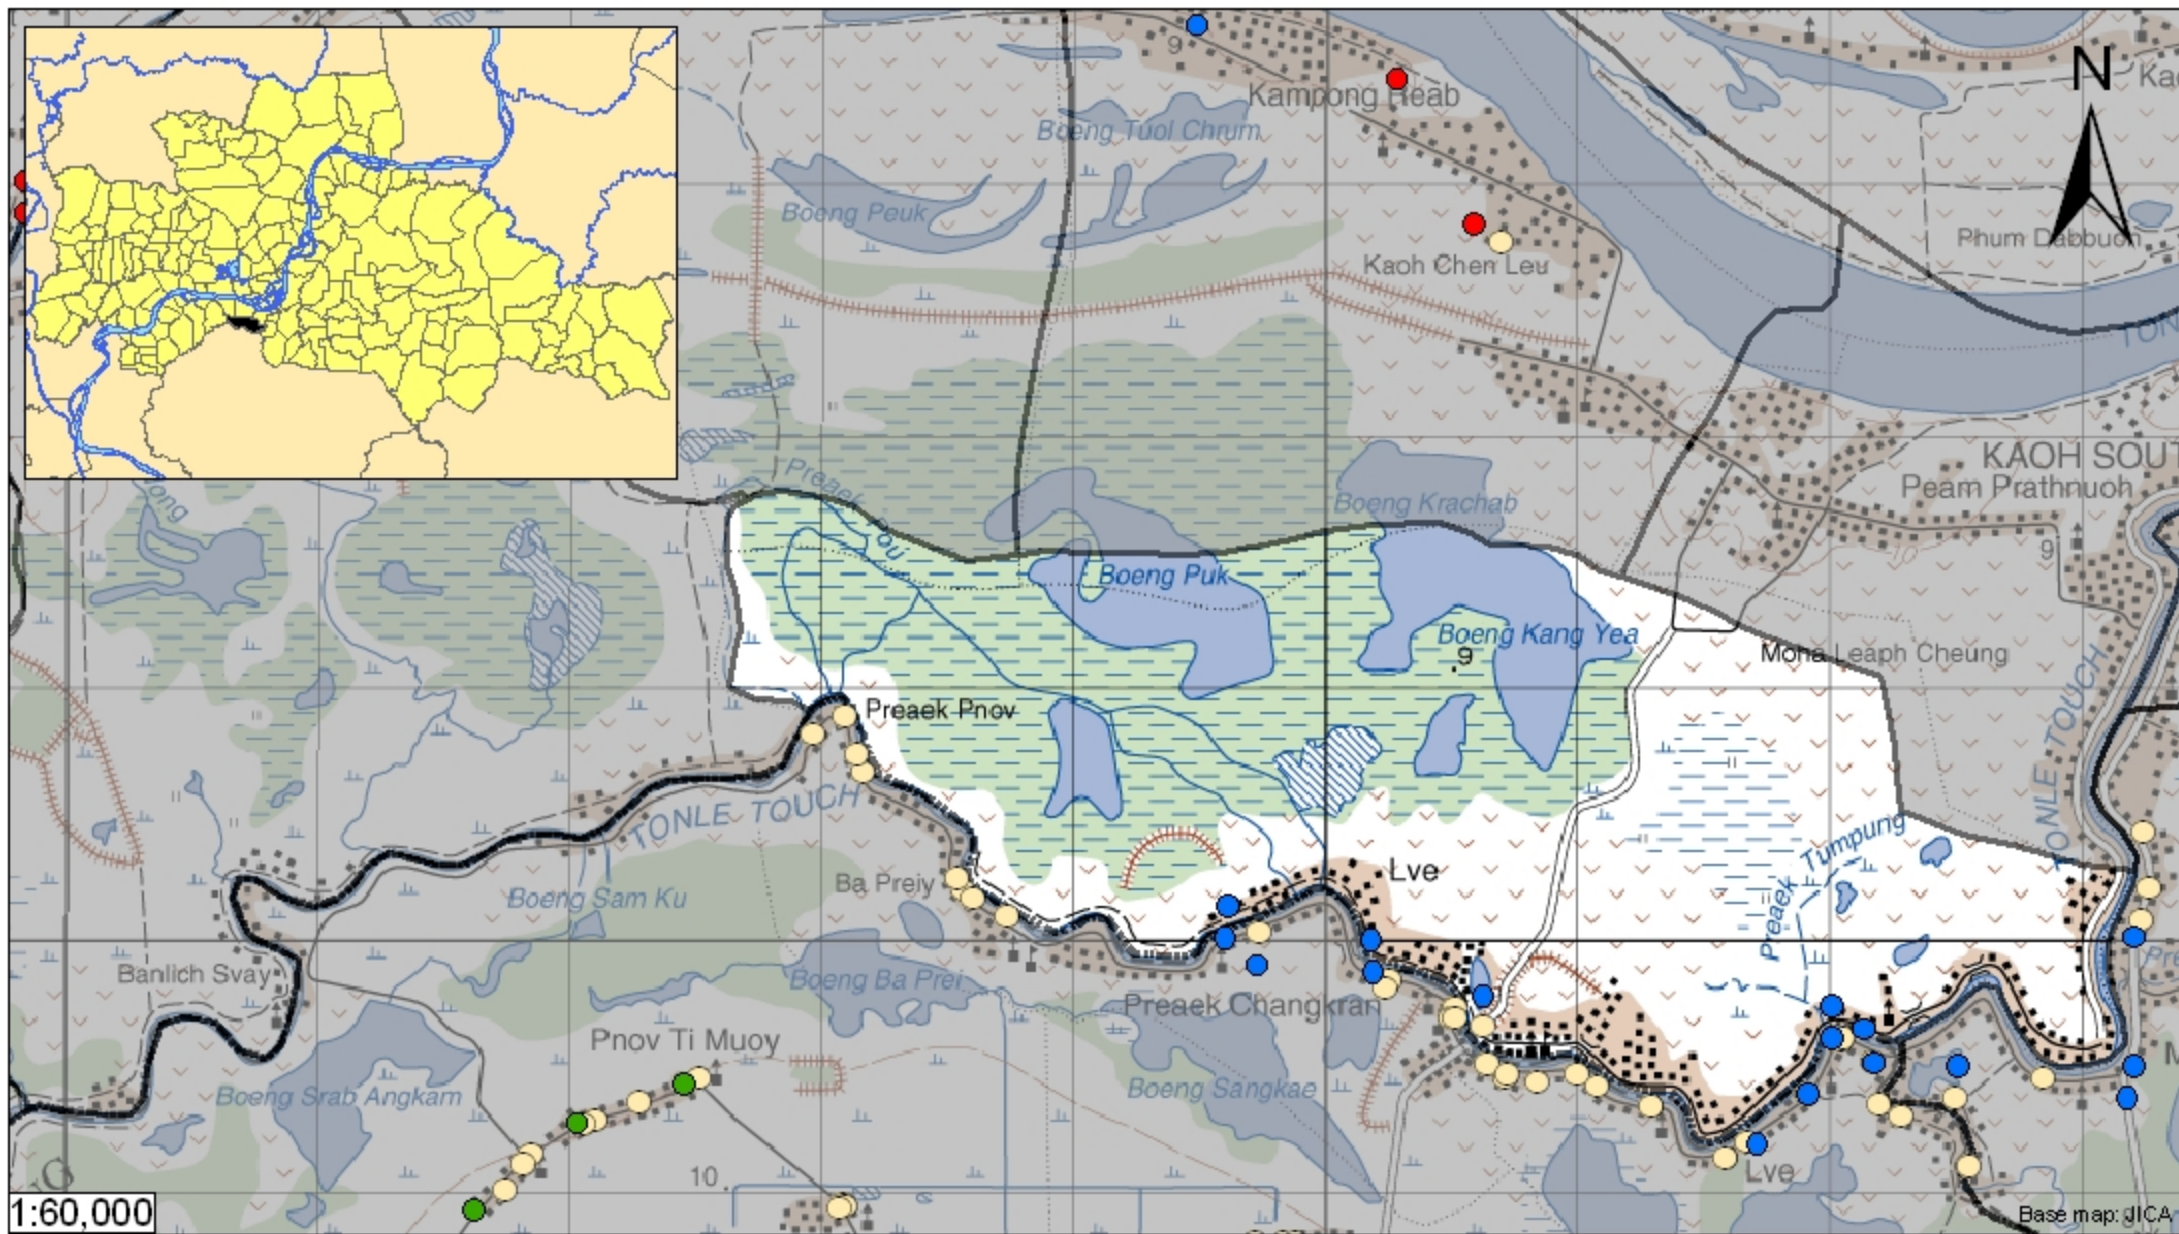 N
9
Kampong Reab
Boeng Tuol Chrum
Boeng Peuk
Kaoh Chen Leu
Phum Dabbuon
KAOH SOUT
Peam Prathnuoh
Preaek Pou
Boeng Krachab
9
Boeng Puk
Boeng Kang Yea
.9
Moha Leaph Cheung
Preaek Pnov
TONLE TOUCH
TONLE TOUCH
Preaek Tumpung
Lve
Ba Preiy
Boeng Sam Ku
Banlich Svay
Boeng Ba Prei
Preaek Changkran
Pnov Ti Muoy
Boeng Srab Angkam
Boeng Sangkae
Lve
10.
1:60,000
Base map: JICA